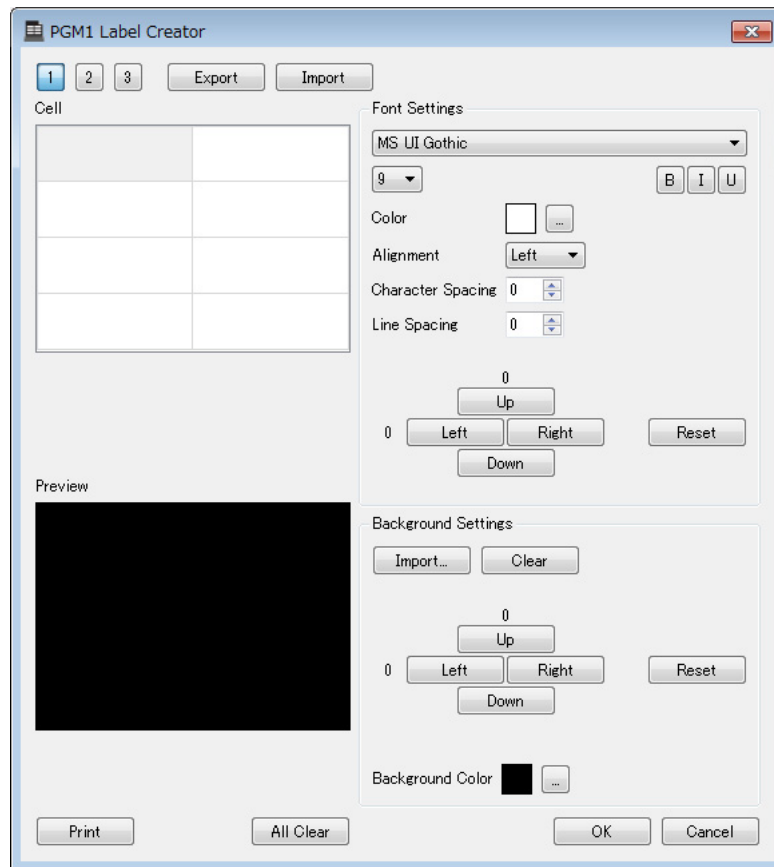 PGM1 Label Creator
1 2 3 Export Import
Cell
Font Settings
MS UI Gothic
9 B I U
Color ...
Alignment Left
Character Spacing 0
Line Spacing 0
0
Up
0 Left Right Reset
Down
Preview
Background Settings
Import... Clear
0
Up
0 Left Right Reset
Down
Background Color ...
Print All Clear OK Cancel